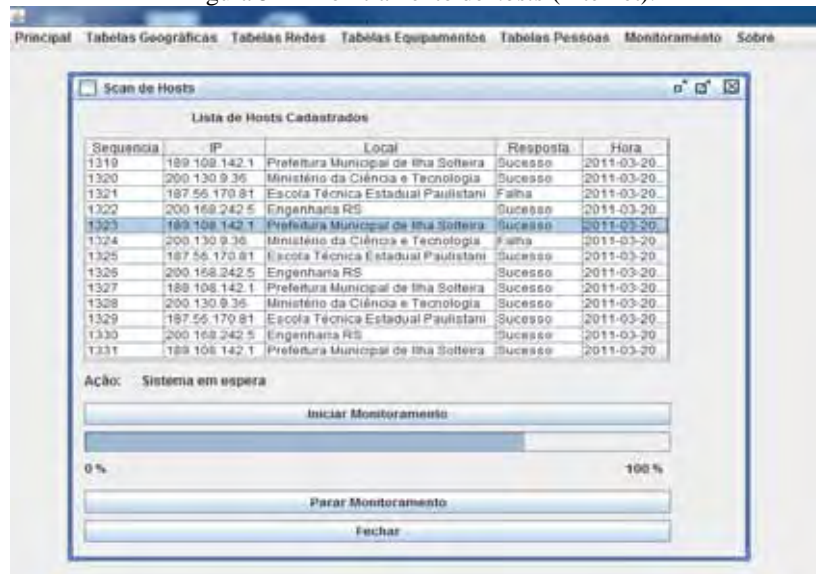 Principal Tabelas Geográficas Tabelas Redes Tabelas Equipamentos Tabelas Pessoas Monitoramento Sobre
Scan de Hosts
Lista de Hosts Cadastrados
Sequencia IP Local Resposta Hora
1319 189.108.142.1 Prefeitura Municipal de Ilha Solteira Sucesso 2011-03-20...
1320 200.130.9.36 Ministério da Ciência e Tecnologia Sucesso 2011-03-20...
1321 187.56.170.81 Escola Técnica Estadual Paulistani Falha 2011-03-20...
1322 200.168.242.5 Engenharia RS Sucesso 2011-03-20...
1323 189.108.142.1 Prefeitura Municipal de Ilha Solteira Sucesso 2011-03-20...
1324 200.130.9.36 Ministério da Ciência e Tecnologia Falha 2011-03-20...
1325 187.56.170.81 Escola Técnica Estadual Paulistani Sucesso 2011-03-20...
1326 200.168.242.5 Engenharia RS Sucesso 2011-03-20...
1327 189.108.142.1 Prefeitura Municipal de Ilha Solteira Sucesso 2011-03-20...
1328 200.130.9.36 Ministério da Ciência e Tecnologia Sucesso 2011-03-20...
1329 187.56.170.81 Escola Técnica Estadual Paulistani Sucesso 2011-03-20...
1330 200.168.242.5 Engenharia RS Sucesso 2011-03-20...
1331 189.108.142.1 Prefeitura Municipal de Ilha Solteira Sucesso 2011-03-20...
Ação: Sistema em espera
Iniciar Monitoramento
0 % 100 %
Parar Monitoramento
Fechar